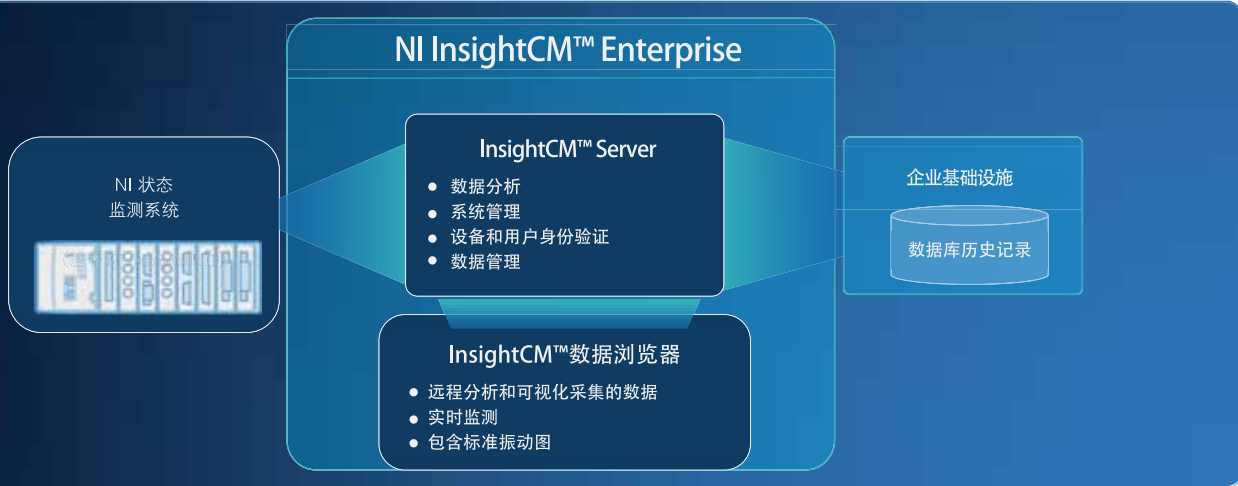 NI InsightCM™ Enterprise
NI 状态
监测系统
InsightCM™ Server
数据分析
系统管理
设备和用户身份验证
数据管理
企业基础设施
数据库历史记录
InsightCM™数据浏览器
远程分析和可视化采集的数据
实时监测
包含标准振动图